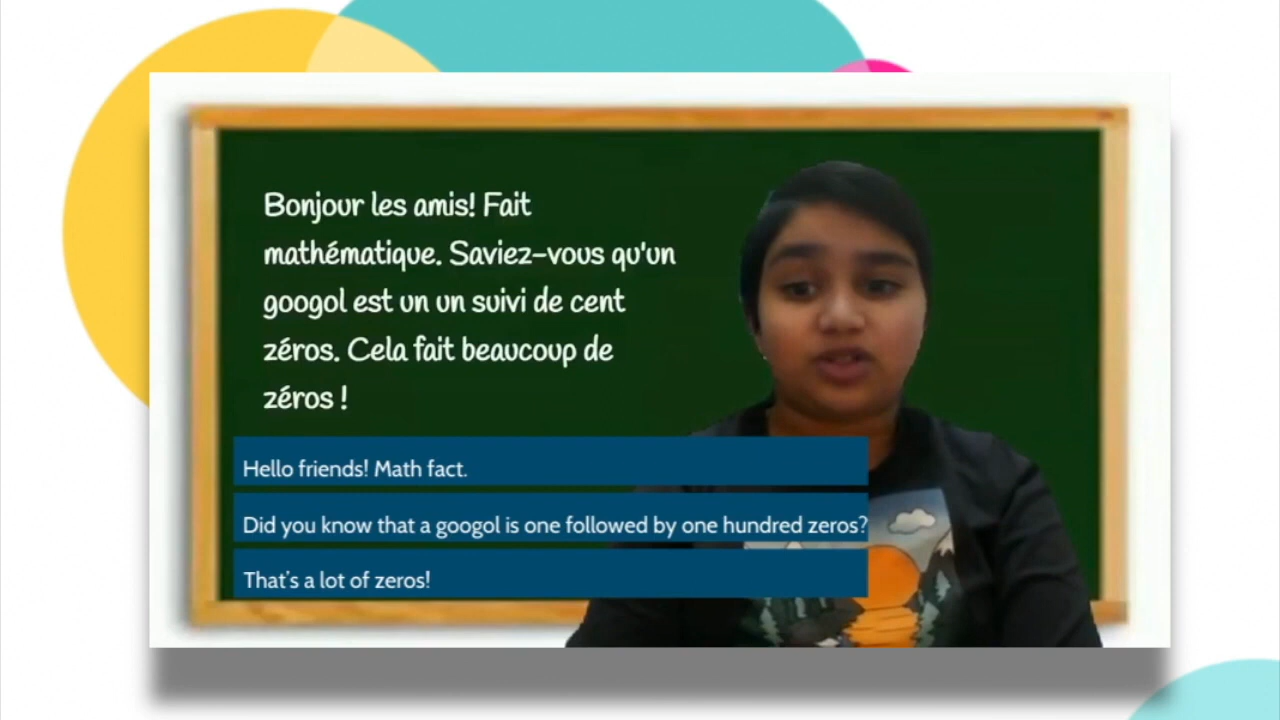 Bonjour les amis! Fait
mathématique. Saviez-vous qu'un
googol est un un suivi de cent
zéros. Cela fait beaucoup de
zéros !
Hello friends! Math fact.
Did you know that a googol is one followed by one hundred zeros?
That's a lot of zeros!